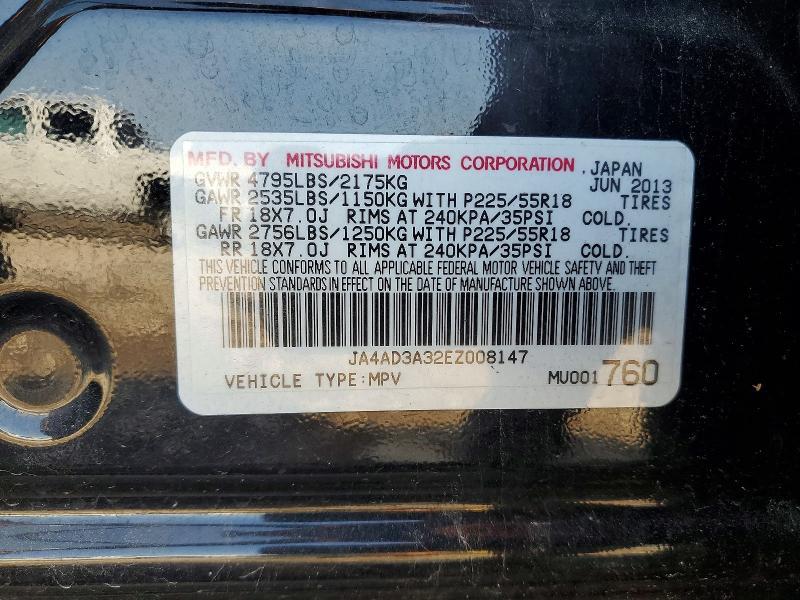 MFD. BY MITSUBISHI MOTORS CORPORATION , JAPAN
GVWR 4795LBS/2175KG JUN 2013
GAWR 2535LBS/1150KG WITH P225/55R18 TIRES
FR 18X7.0J RIMS AT 240KPA/35PSI COLD.
GAWR 2756LBS/1250KG WITH P225/55R18 TIRES
RR 18X7.0J RIMS AT 240KPA/35PSI COLD.
THIS VEHICLE CONFORMS TO ALL APPLICABLE FEDERAL MOTOR VEHICLE SAFETY AND THEFT
PREVENTION STANDARDS IN EFFECT ON THE DATE OF MANUFACTURE SHOWN ABOVE.
JA4AD3A32EZ008147
VEHICLE TYPE:MPV MU001760